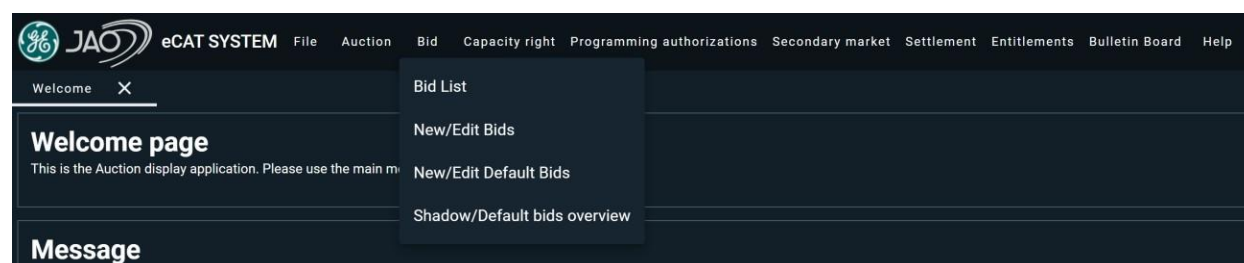 JAO eCAT SYSTEM File Auction Bid Capacity right Programming authorizations Secondary market Settlement Entitlements Bulletin Board Help
Welcome X
Bid List
New/Edit Bids
New/Edit Default Bids
Shadow/Default bids overview
Welcome page
This is the Auction display application. Please use the main m
Message